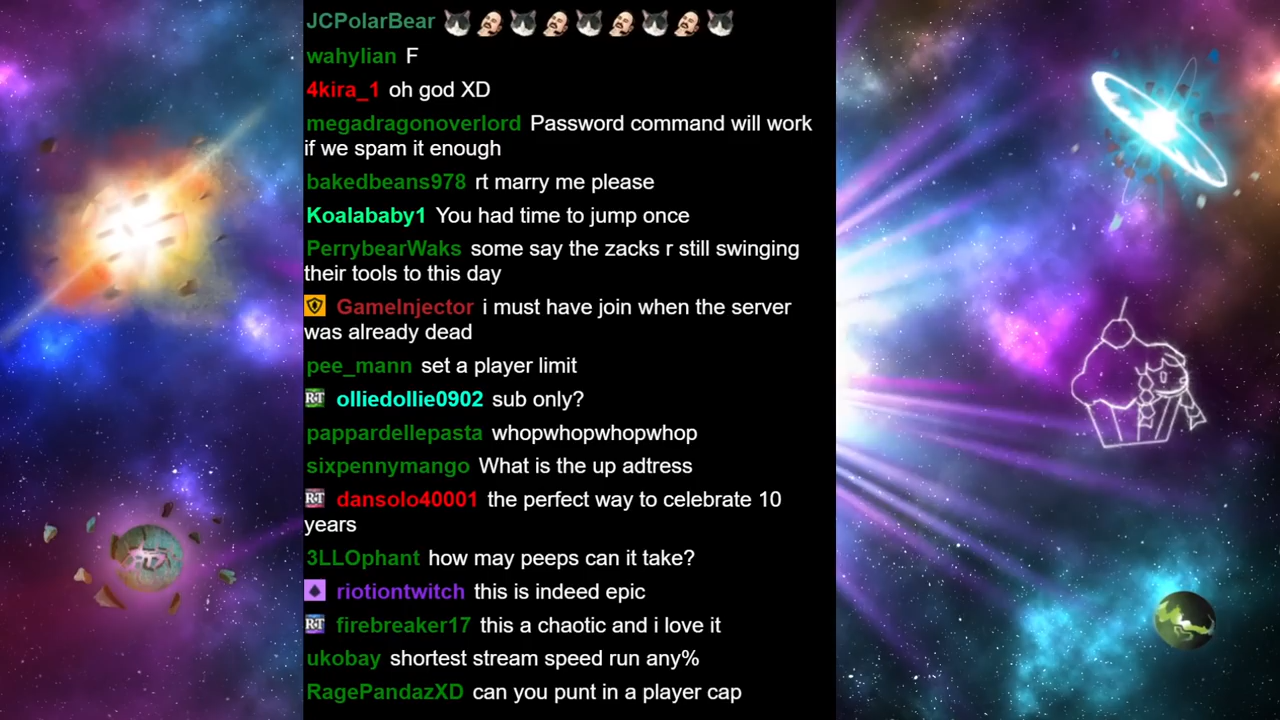 JCPolarBear
wahylian F
4kira_1 oh god XD
megadragonoverlord Password command will work
if we spam it enough
bakedbeans978 rt marry me please
Koalababy1 You had time to jump once
PerrybearWaks some say the zacks r still swinging
their tools to this day
GameInjector i must have join when the server
was already dead
pee_mann set a player limit
RT olliedollie0902 sub only?
pappardellepasta whopwhopwhopwhop
sixpennymango What is the up adtress
RT dansolo40001 the perfect way to celebrate 10
years
3LLOphant how may peeps can it take?
riotiontwitch this is indeed epic
RT firebreaker17 this a chaotic and i love it
ukobay shortest stream speed run any%
RagePandazXD can you punt in a player cap